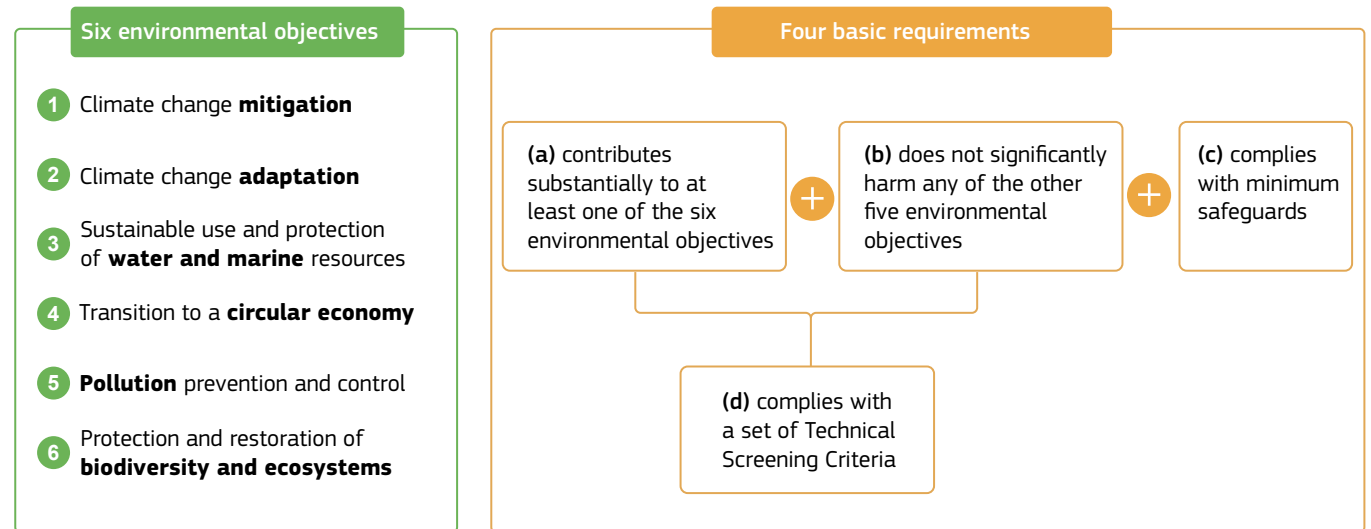 Six environmental objectives
1 Climate change mitigation
2 Climate change adaptation
3 Sustainable use and protection
of water and marine resources
4 Transition to a circular economy
5 Pollution prevention and control
6 Protection and restoration of
biodiversity and ecosystems
Four basic requirements
(a) contributes
substantially to at
least one of the six
environmental objectives
+
(b) does not significantly
harm any of the other
five environmental
objectives
+
(c) complies
with minimum
safeguards
(d) complies with
a set of Technical
Screening Criteria